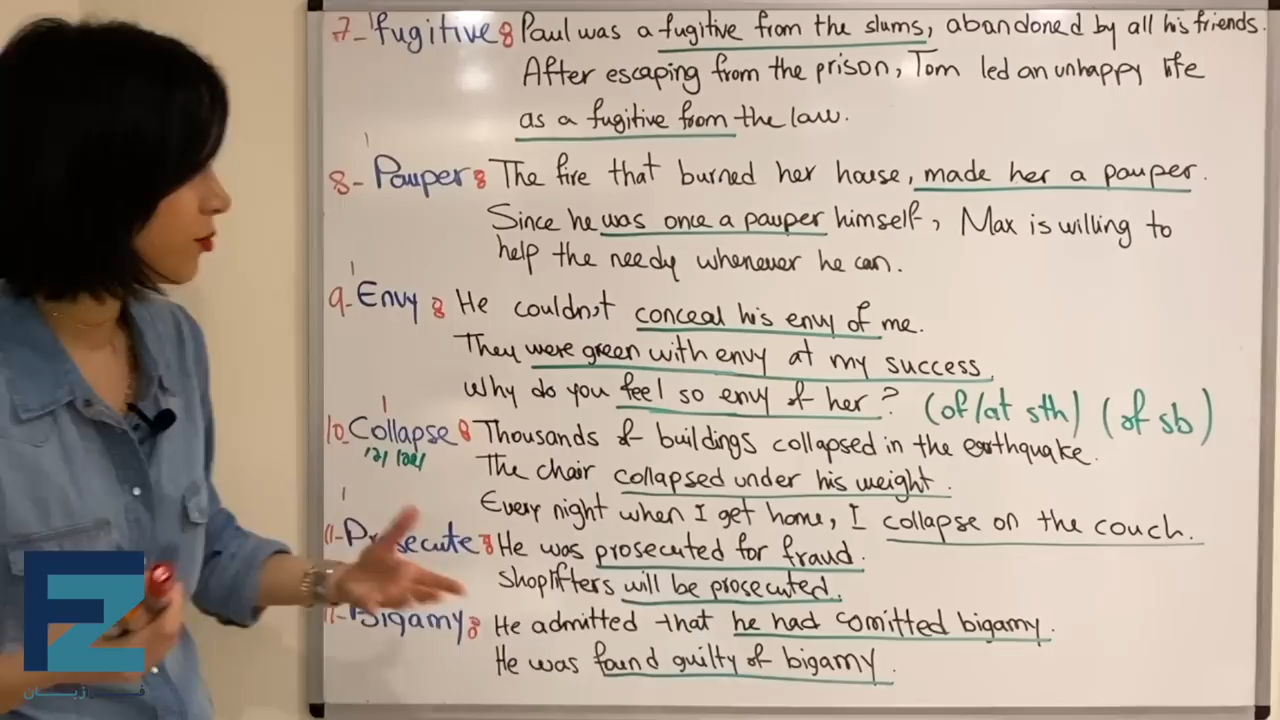 7- fugitive: Paul was a fugitive from the slums, abandoned by all his friends.
After escaping from the prison, Tom led an unhappy life
as a fugitive from the law.
8- Pauper: The fire that burned her house, made her a pauper.
Since he was once a pauper himself, Max is willing to
help the needy whenever he can.
9- Envy: He couldn't conceal his envy of me.
They were green with envy at my success.
Why do you feel so envy of her? (of/at sth) (of sb)
10- Collapse: Thousands of buildings collapsed in the earthquake.
The chair collapsed under his weight.
Every night when I get home, I collapse on the couch.
11- Prosecute: He was prosecuted for fraud.
Shoplifters will be prosecuted.
Bigamy: He admitted that he had comitted bigamy.
He was found guilty of bigamy.
FZ
فرزبان